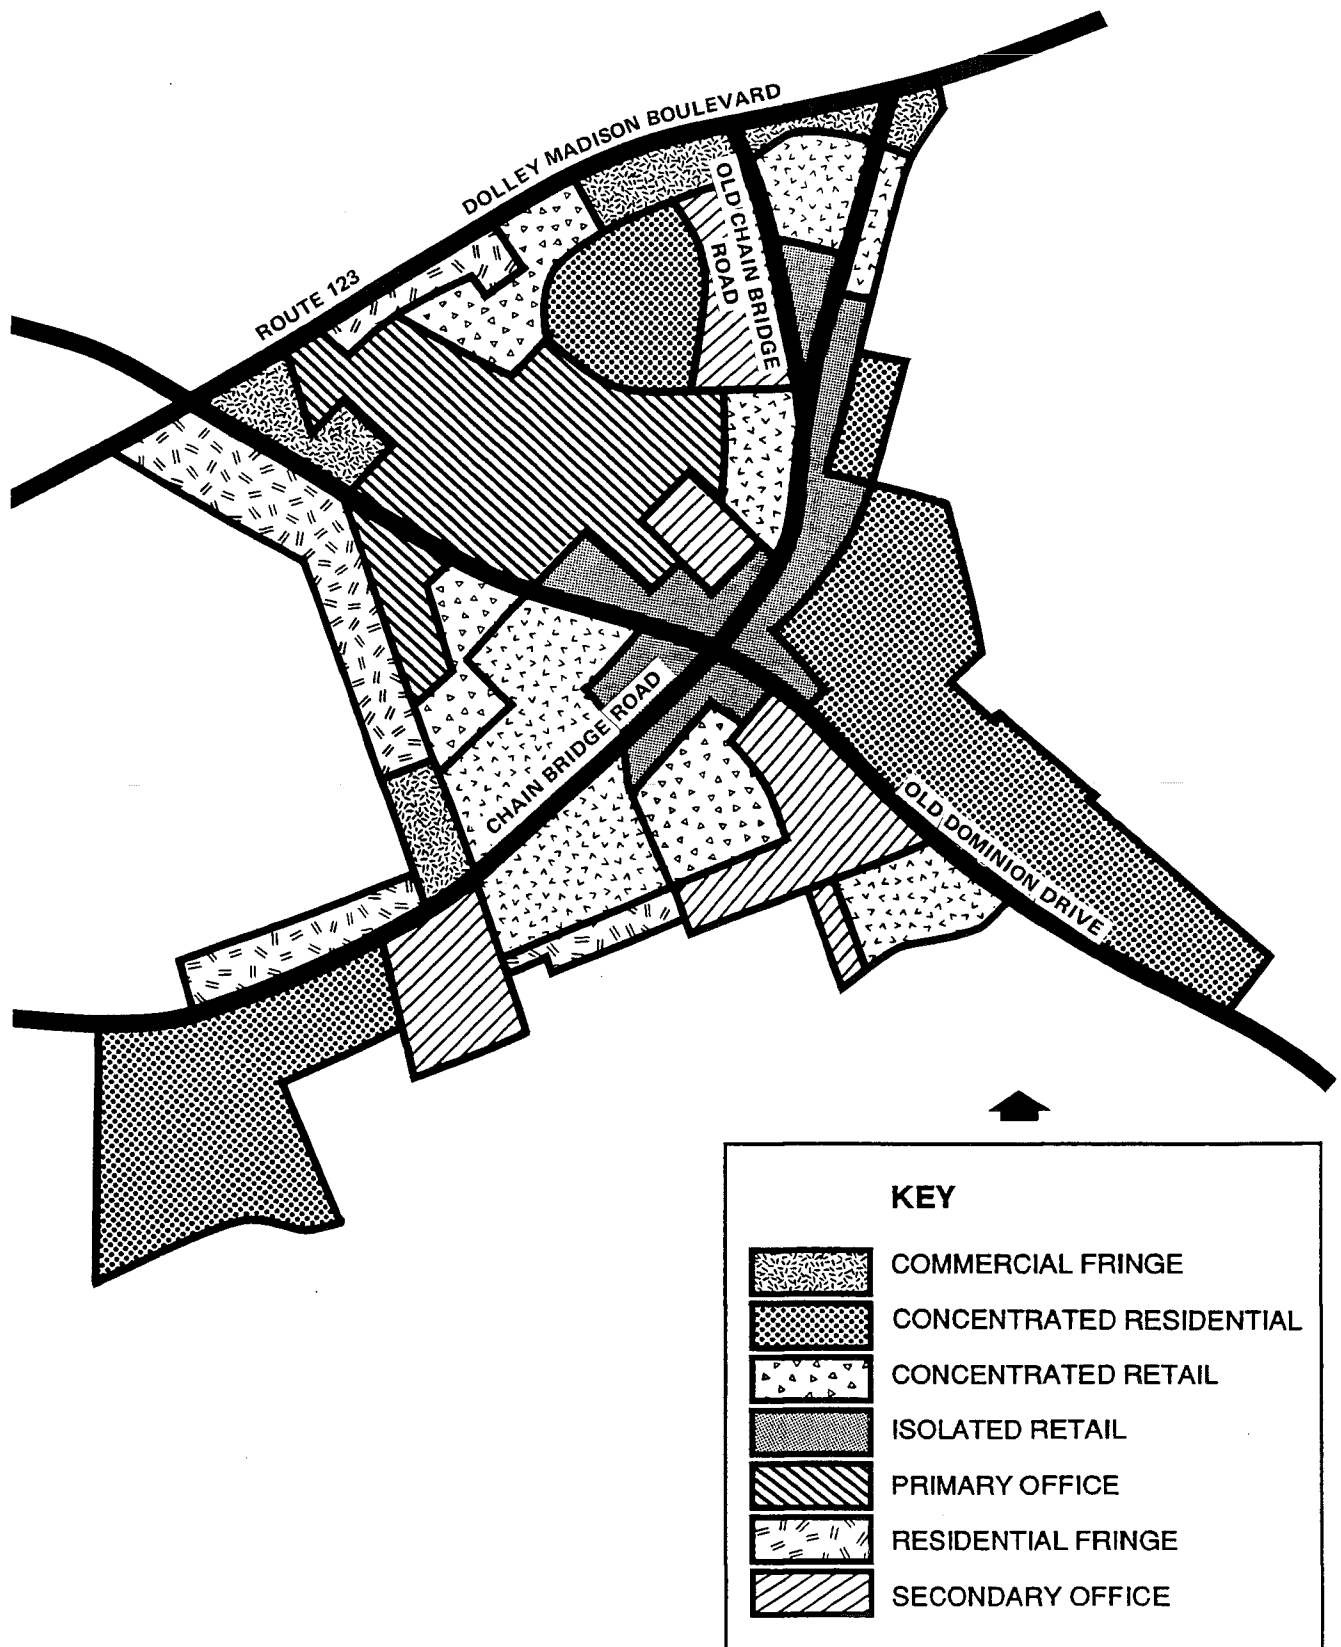 DOLLEY MADISON BOULEVARD
ROUTE 123
OLD CHAIN BRIDGE
ROAD
CHAIN BRIDGE ROAD
OLD DOMINION DRIVE
KEY
COMMERCIAL FRINGE
CONCENTRATED RESIDENTIAL
CONCENTRATED RETAIL
ISOLATED RETAIL
PRIMARY OFFICE
RESIDENTIAL FRINGE
SECONDARY OFFICE